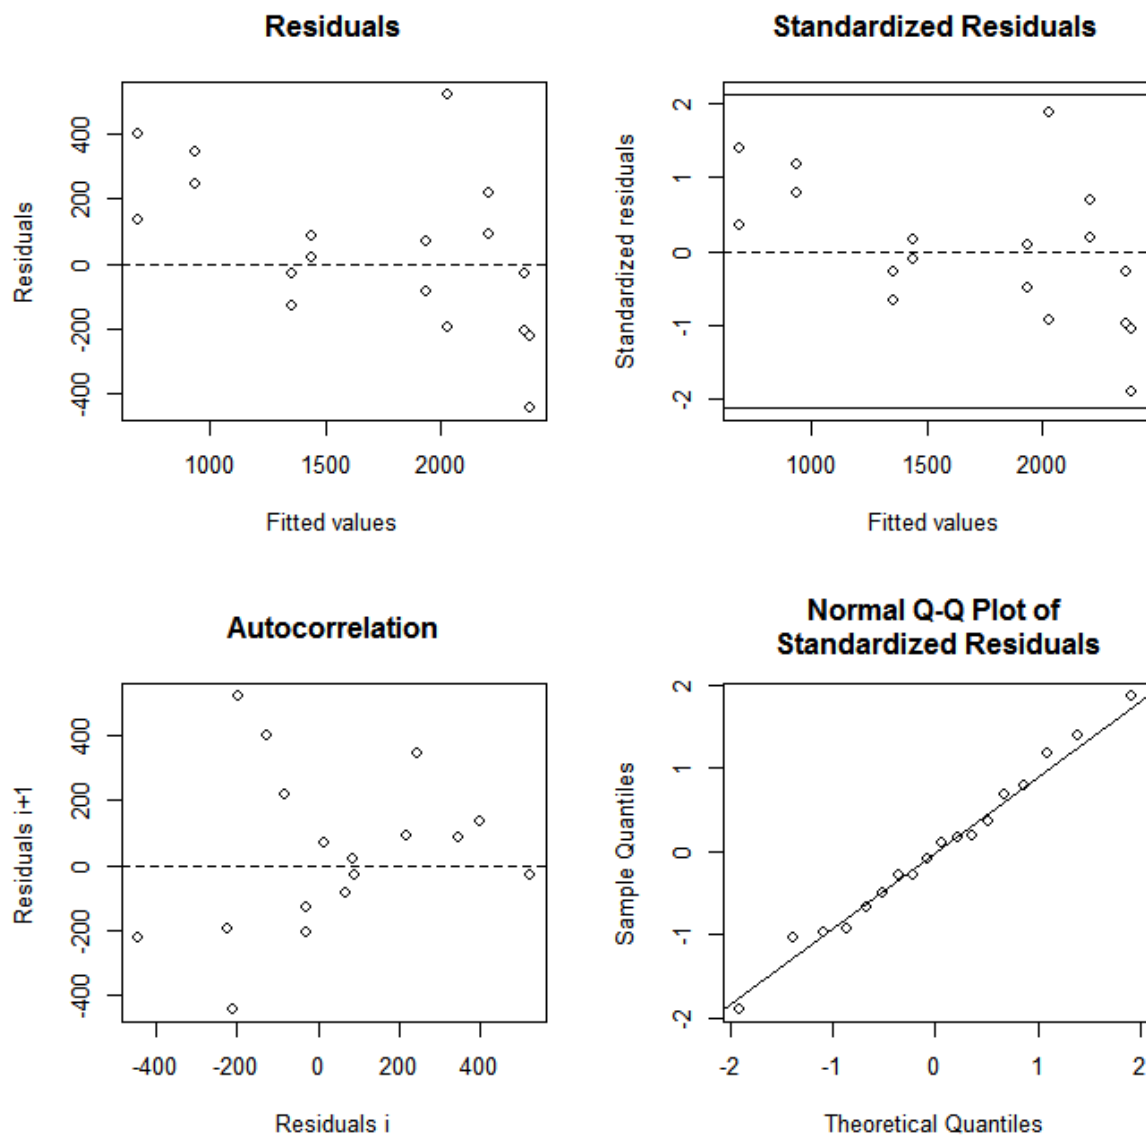 Residuals
Residuals
400
200
0
-200
-400
1000
1500
2000
Fitted values
Standardized Residuals
Standardized residuals
2
1
0
-1
-2
1000
1500
2000
Fitted values
Autocorrelation
Residuals i+1
400
200
0
-200
-400
-400
-200
0
200
400
Residuals i
Normal Q-Q Plot of
Standardized Residuals
Sample Quantiles
2
1
0
-1
-2
-2
-1
0
1
2
Theoretical Quantiles